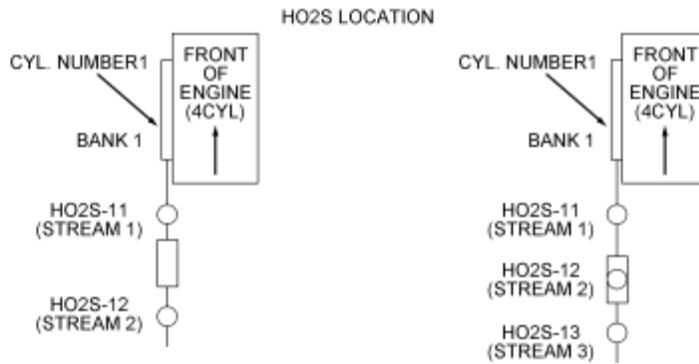 HO2S LOCATION
CYL. NUMBER1
FRONT
OF
ENGINE
(4CYL)
BANK 1
HO2S-11
(STREAM 1)
HO2S-12
(STREAM 2)
CYL. NUMBER1
FRONT
OF
ENGINE
(4CYL)
BANK 1
HO2S-11
(STREAM 1)
HO2S-12
(STREAM 2)
HO2S-13
(STREAM 3)